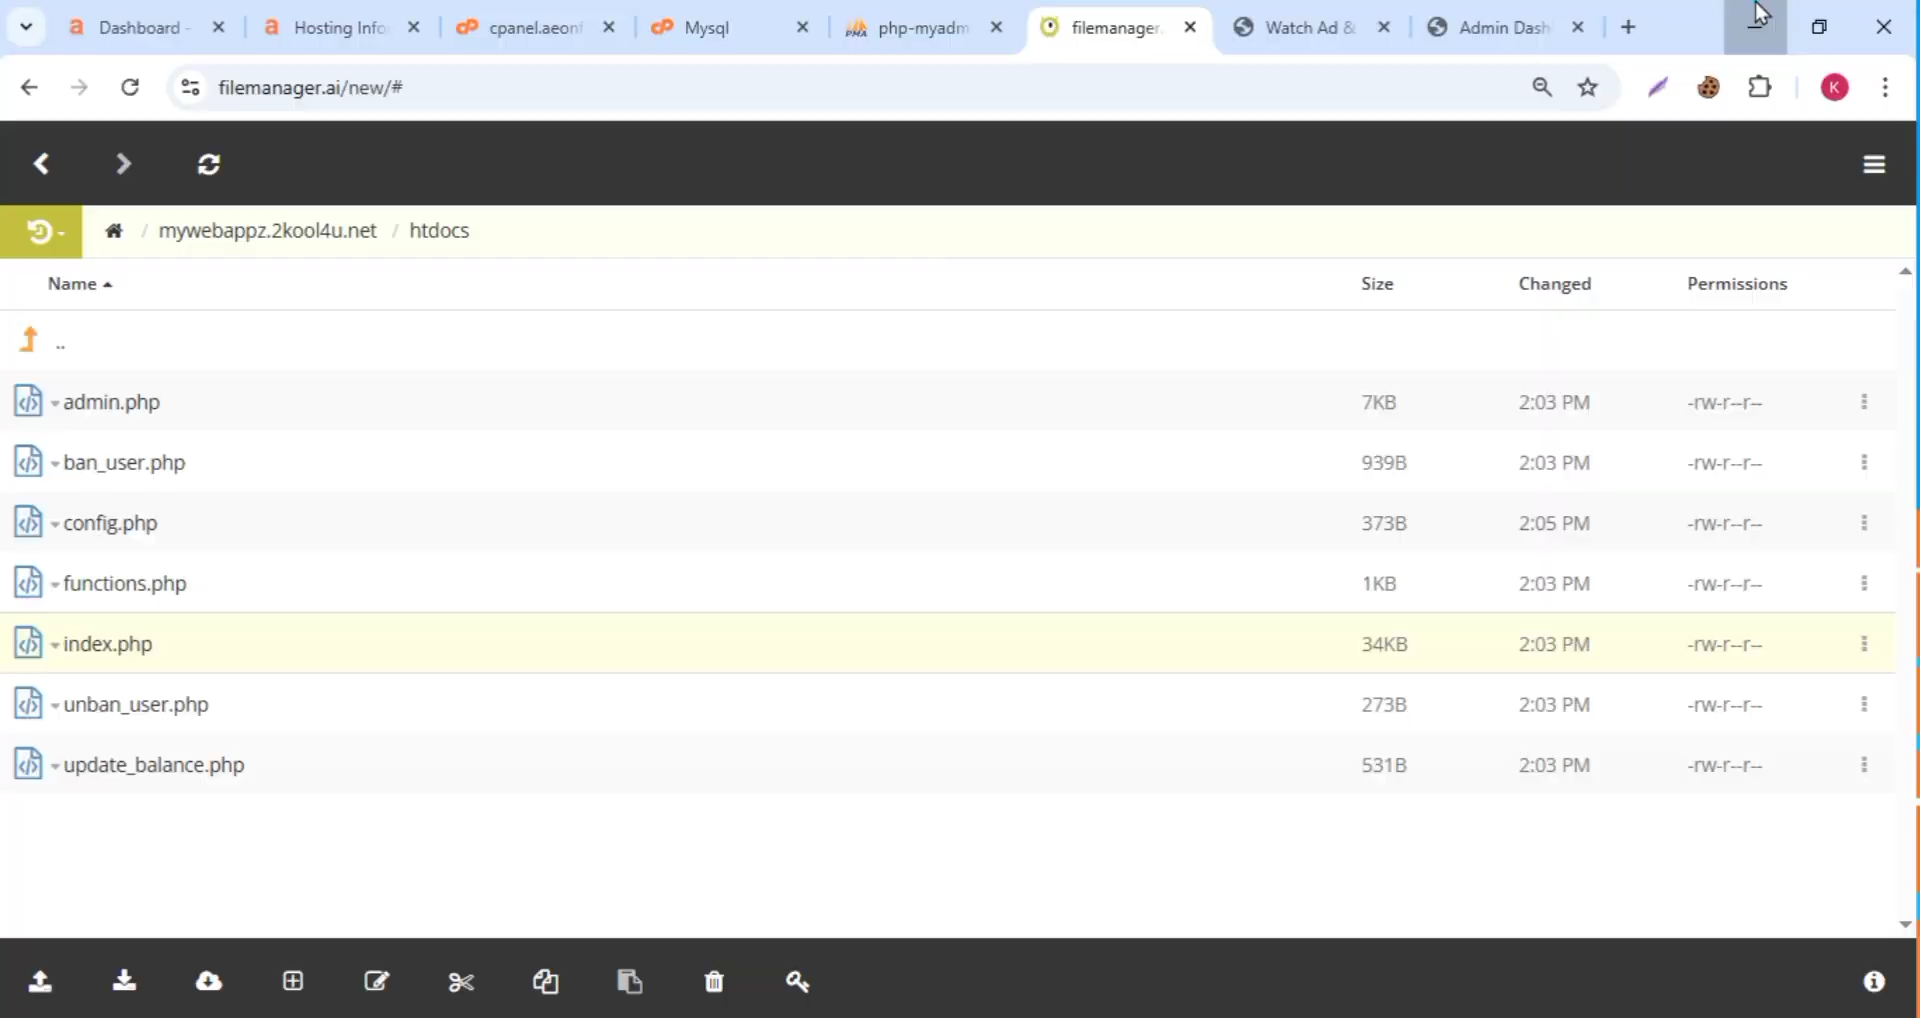 Dashboard -
Hosting Info
cpanel.aeonf
Mysql
php-myadm
filemanager.
Watch Ad &
Admin Dash
filemanager.ai/new/#
K
mywebappz.2kool4u.net / htdocs
Name Size Changed Permissions
..
admin.php 7KB 2:03 PM -rw-r--r--
ban_user.php 939B 2:03 PM -rw-r--r--
config.php 373B 2:05 PM -rw-r--r--
functions.php 1KB 2:03 PM -rw-r--r--
index.php 34KB 2:03 PM -rw-r--r--
unban_user.php 273B 2:03 PM -rw-r--r--
update_balance.php 531B 2:03 PM -rw-r--r--